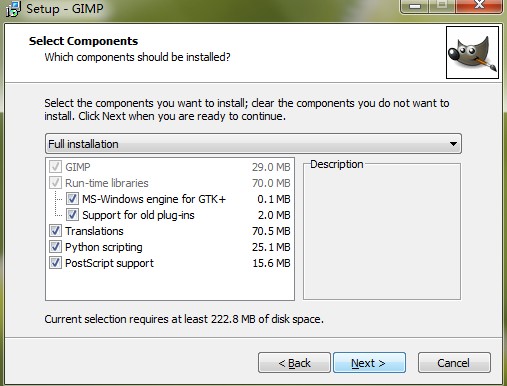 Setup - GIMP
Select Components
Which components should be installed?
Select the components you want to install; clear the components you do not want to
install. Click Next when you are ready to continue.
Full installation
GIMP 29.0 MB
Run-time libraries 70.0 MB
MS-Windows engine for GTK+ 0.1 MB
Support for old plug-ins 2.0 MB
Translations 70.5 MB
Python scripting 25.1 MB
PostScript support 15.6 MB
Description
Current selection requires at least 222.8 MB of disk space.
< Back Next > Cancel